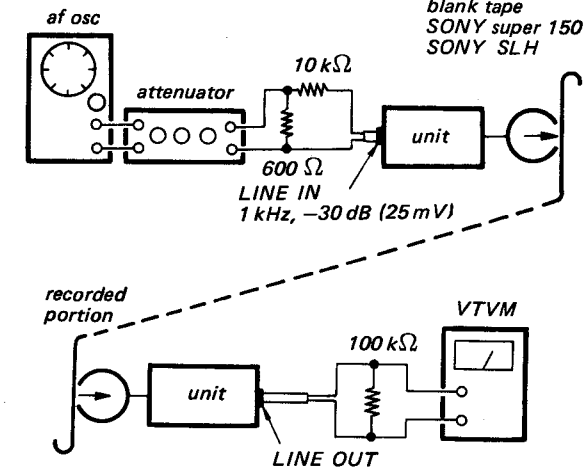 af osc
blank tape
SONY super 150
SONY SLH
attenuator
10 kΩ
unit
600 Ω
LINE IN
1 kHz, −30 dB (25 mV)
recorded
portion
VTVM
100 kΩ
unit
LINE OUT